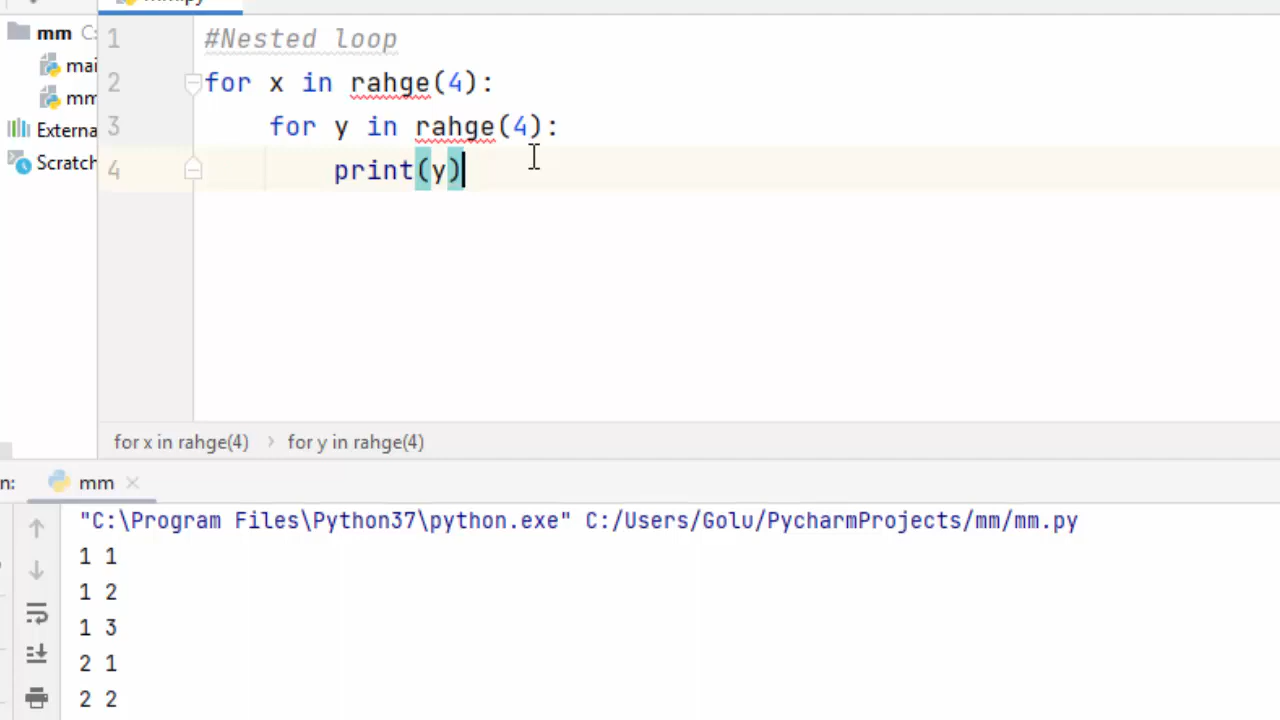 mm.py
mm C:
mai
mm
Externa
Scratch
1 #Nested loop
2 for x in rahge(4):
3 for y in rahge(4):
4 print(y)
for x in rahge(4) › for y in rahge(4)
n: mm
"C:\Program Files\Python37\python.exe" C:/Users/Golu/PycharmProjects/mm/mm.py
1 1
1 2
1 3
2 1
2 2